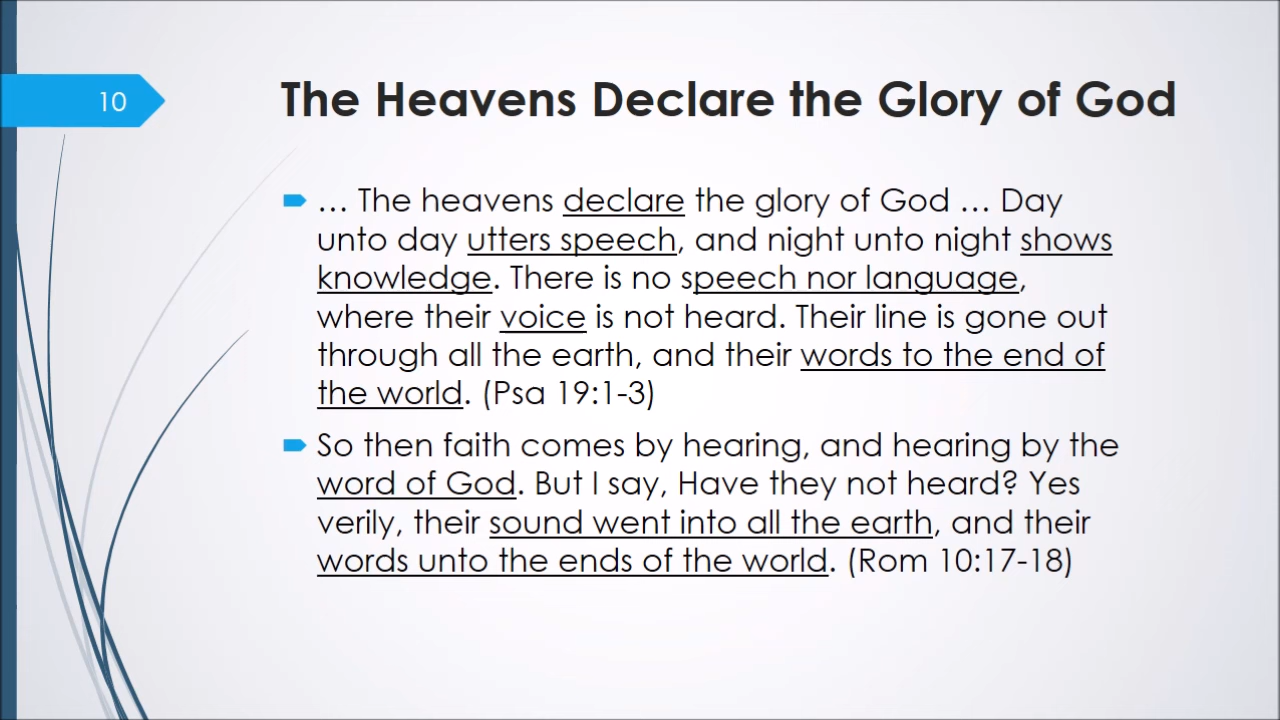 10
The Heavens Declare the Glory of God
… The heavens declare the glory of God … Day
unto day utters speech, and night unto night shows
knowledge. There is no speech nor language,
where their voice is not heard. Their line is gone out
through all the earth, and their words to the end of
the world. (Psa 19:1-3)
So then faith comes by hearing, and hearing by the
word of God. But I say, Have they not heard? Yes
verily, their sound went into all the earth, and their
words unto the ends of the world. (Rom 10:17-18)